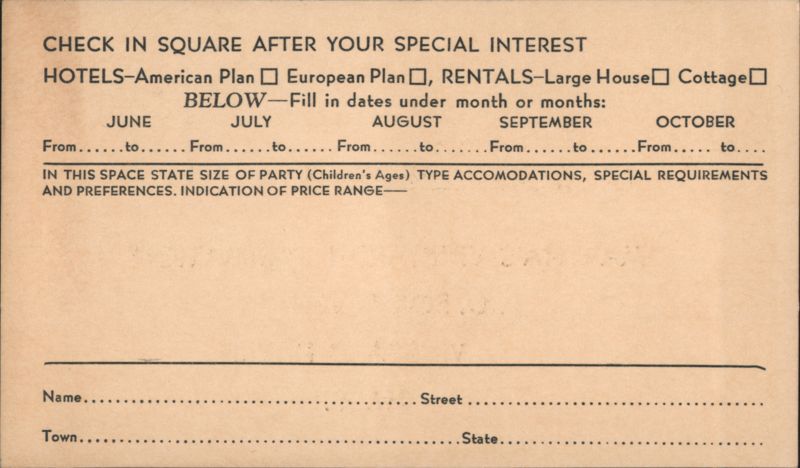 CHECK IN SQUARE AFTER YOUR SPECIAL INTEREST
HOTELS–American Plan □ European Plan □, RENTALS–Large House □ Cottage □
BELOW—Fill in dates under month or months:
JUNE JULY AUGUST SEPTEMBER OCTOBER
From......to...... From......to...... From......to.......From......to......From..... to....
IN THIS SPACE STATE SIZE OF PARTY (Children's Ages) TYPE ACCOMODATIONS, SPECIAL REQUIREMENTS
AND PREFERENCES. INDICATION OF PRICE RANGE—
Name.......................................... Street ......................................
Town................................................State..................................